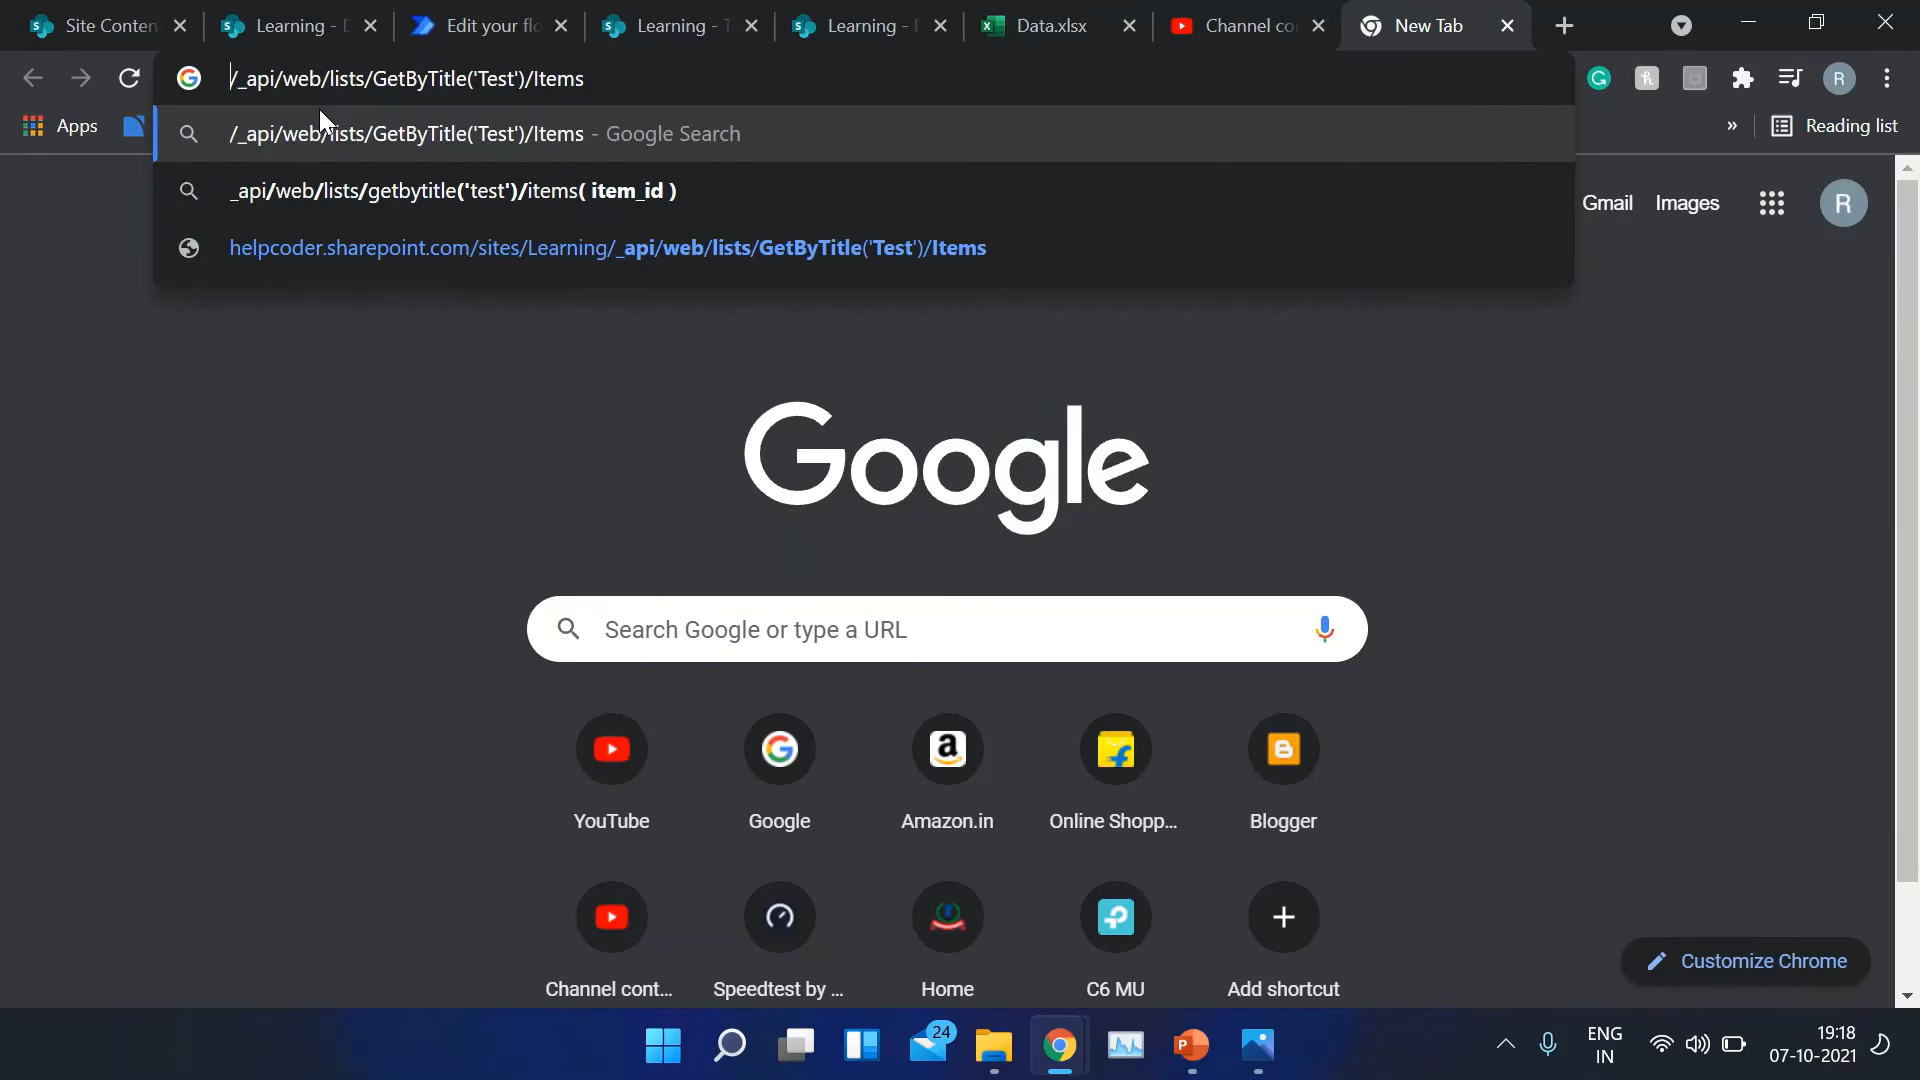 Site Conten
Learning - D
Edit your flo
Learning - T
Learning - D
Data.xlsx
Channel co
New Tab
/_api/web/lists/GetByTitle('Test')/Items
R
Apps
/_api/web/lists/GetByTitle('Test')/Items - Google Search
»
Reading list
_api/web/lists/getbytitle('test')/items( item_id )
Gmail
Images
R
helpcoder.sharepoint.com/sites/Learning/_api/web/lists/GetByTitle('Test')/Items
Google
Search Google or type a URL
YouTube
Google
Amazon.in
Online Shopp...
Blogger
Channel cont...
Speedtest by ...
Home
C6 MU
Add shortcut
Customize Chrome
24
ENG
IN
19:18
07-10-2021